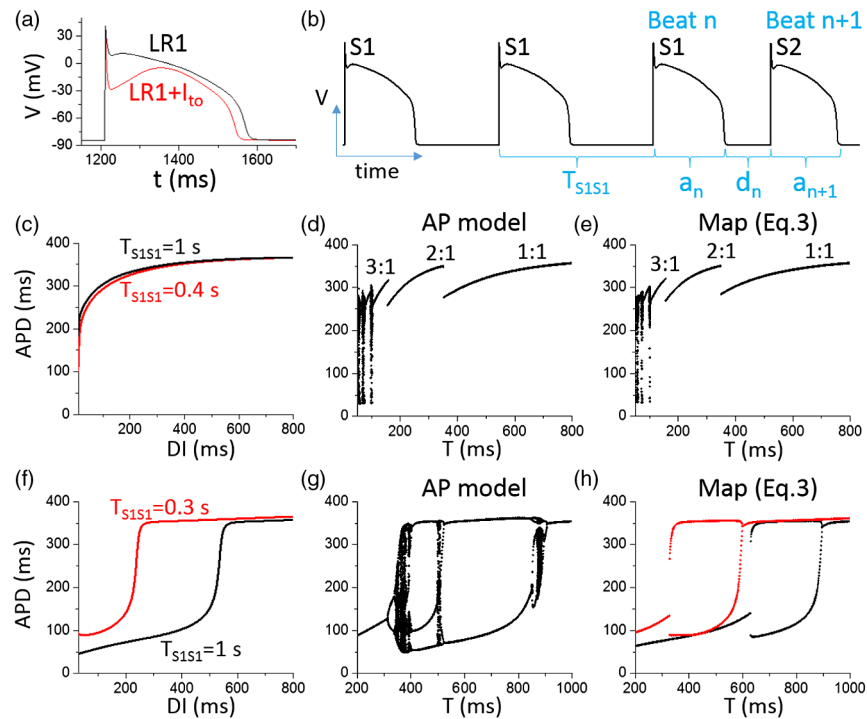 (a)
30
0
-30
-60
-90
V (mV)
LR1
LR1+Ito
1200 1400 1600
t (ms)
(b)
Beat n
Beat n+1
S1
S1
S1
S2
V
time
TS1S1
an
dn
an+1
(c)
400
300
200
100
0
APD (ms)
TS1S1=1 s
TS1S1=0.4 s
200 400 600 800
DI (ms)
(d)
AP model
400
300
200
100
0
3:1
2:1
1:1
200 400 600 800
T (ms)
(e)
Map (Eq.3)
400
300
200
100
0
3:1
2:1
1:1
200 400 600 800
T (ms)
(f)
400
300
200
100
0
APD (ms)
TS1S1=0.3 s
TS1S1=1 s
200 400 600 800
DI (ms)
(g)
AP model
400
300
200
100
0
200 400 600 800 1000
T (ms)
(h)
Map (Eq.3)
400
300
200
100
0
200 400 600 800 1000
T (ms)